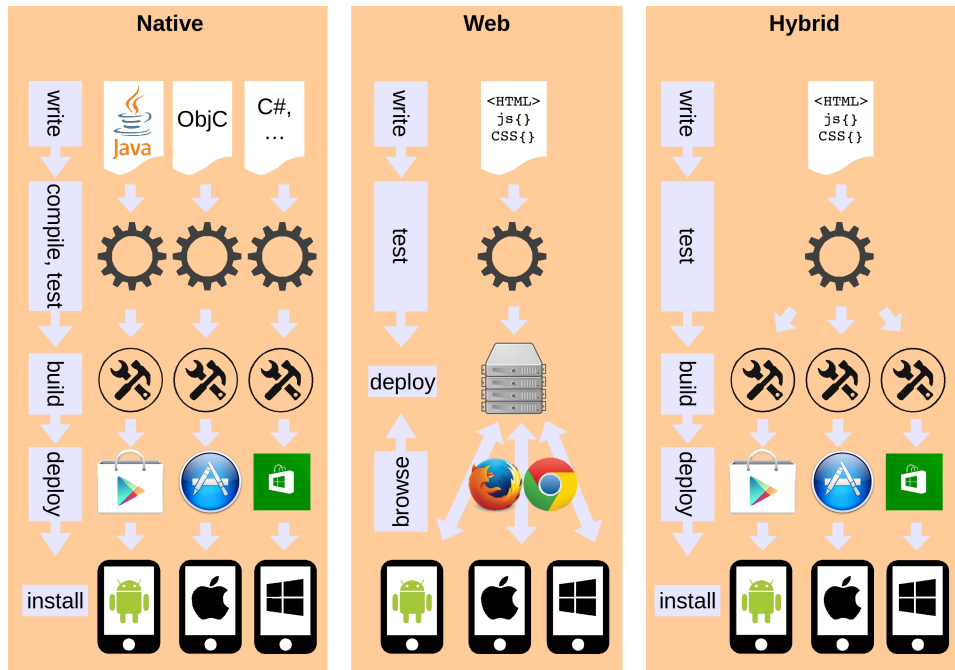 Native
write
Java
ObjC
C#,
...
compile, test
build
deploy
install
Web
write
<HTML>
js{}
CSS{}
test
deploy
browse
Hybrid
write
<HTML>
js{}
CSS{}
test
build
deploy
install